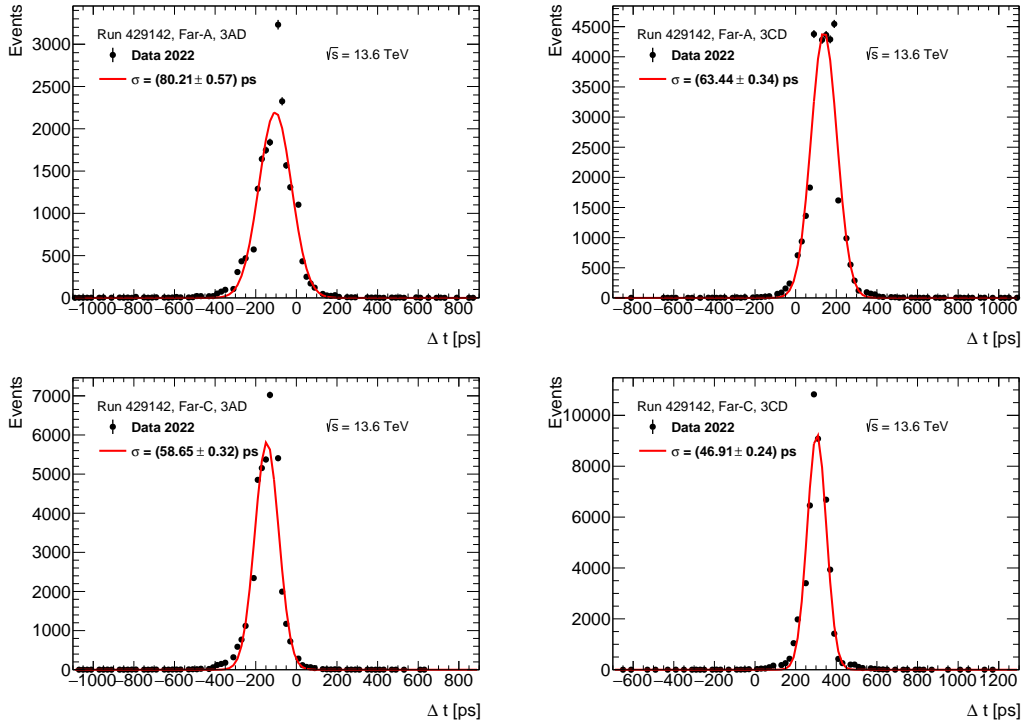 Events
3000
2500
2000
1500
1000
500
0
Run 429142, Far-A, 3AD
Data 2022
√s = 13.6 TeV
σ = (80.21 ± 0.57) ps
−1000 −800 −600 −400 −200 0 200 400 600 800
Δ t [ps]
Events
4500
4000
3500
3000
2500
2000
1500
1000
500
0
Run 429142, Far-A, 3CD
Data 2022
√s = 13.6 TeV
σ = (63.44 ± 0.34) ps
−800 −600 −400 −200 0 200 400 600 800 1000
Δ t [ps]
Events
7000
6000
5000
4000
3000
2000
1000
0
Run 429142, Far-C, 3AD
Data 2022
√s = 13.6 TeV
σ = (58.65 ± 0.32) ps
−1000 −800 −600 −400 −200 0 200 400 600 800
Δ t [ps]
Events
10000
8000
6000
4000
2000
0
Run 429142, Far-C, 3CD
Data 2022
√s = 13.6 TeV
σ = (46.91 ± 0.24) ps
−600 −400 −200 0 200 400 600 800 1000 1200
Δ t [ps]